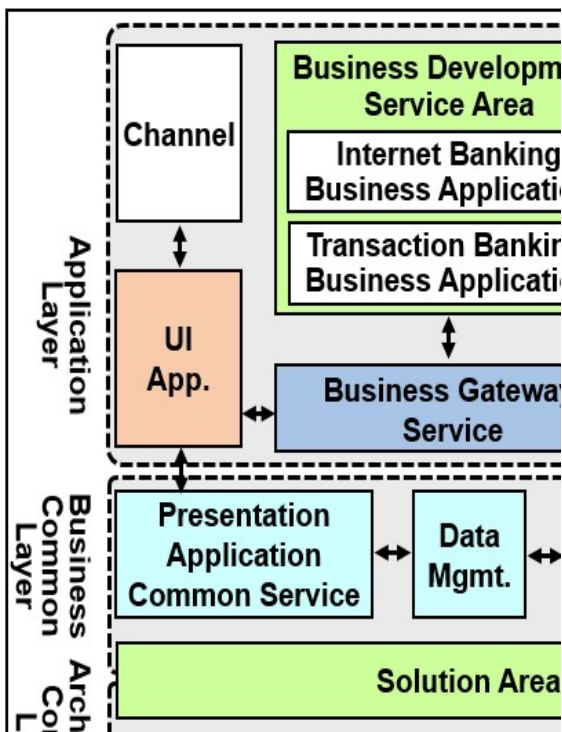 Channel
Business Developm
Service Area
Internet Banking
Business Applicatio
Transaction Bankin
Business Applicatio
UI
App.
Business Gateway
Service
Application
Layer
Presentation
Application
Common Service
Data
Mgmt.
Business
Common
Layer
Solution Area
Arch
Co
L